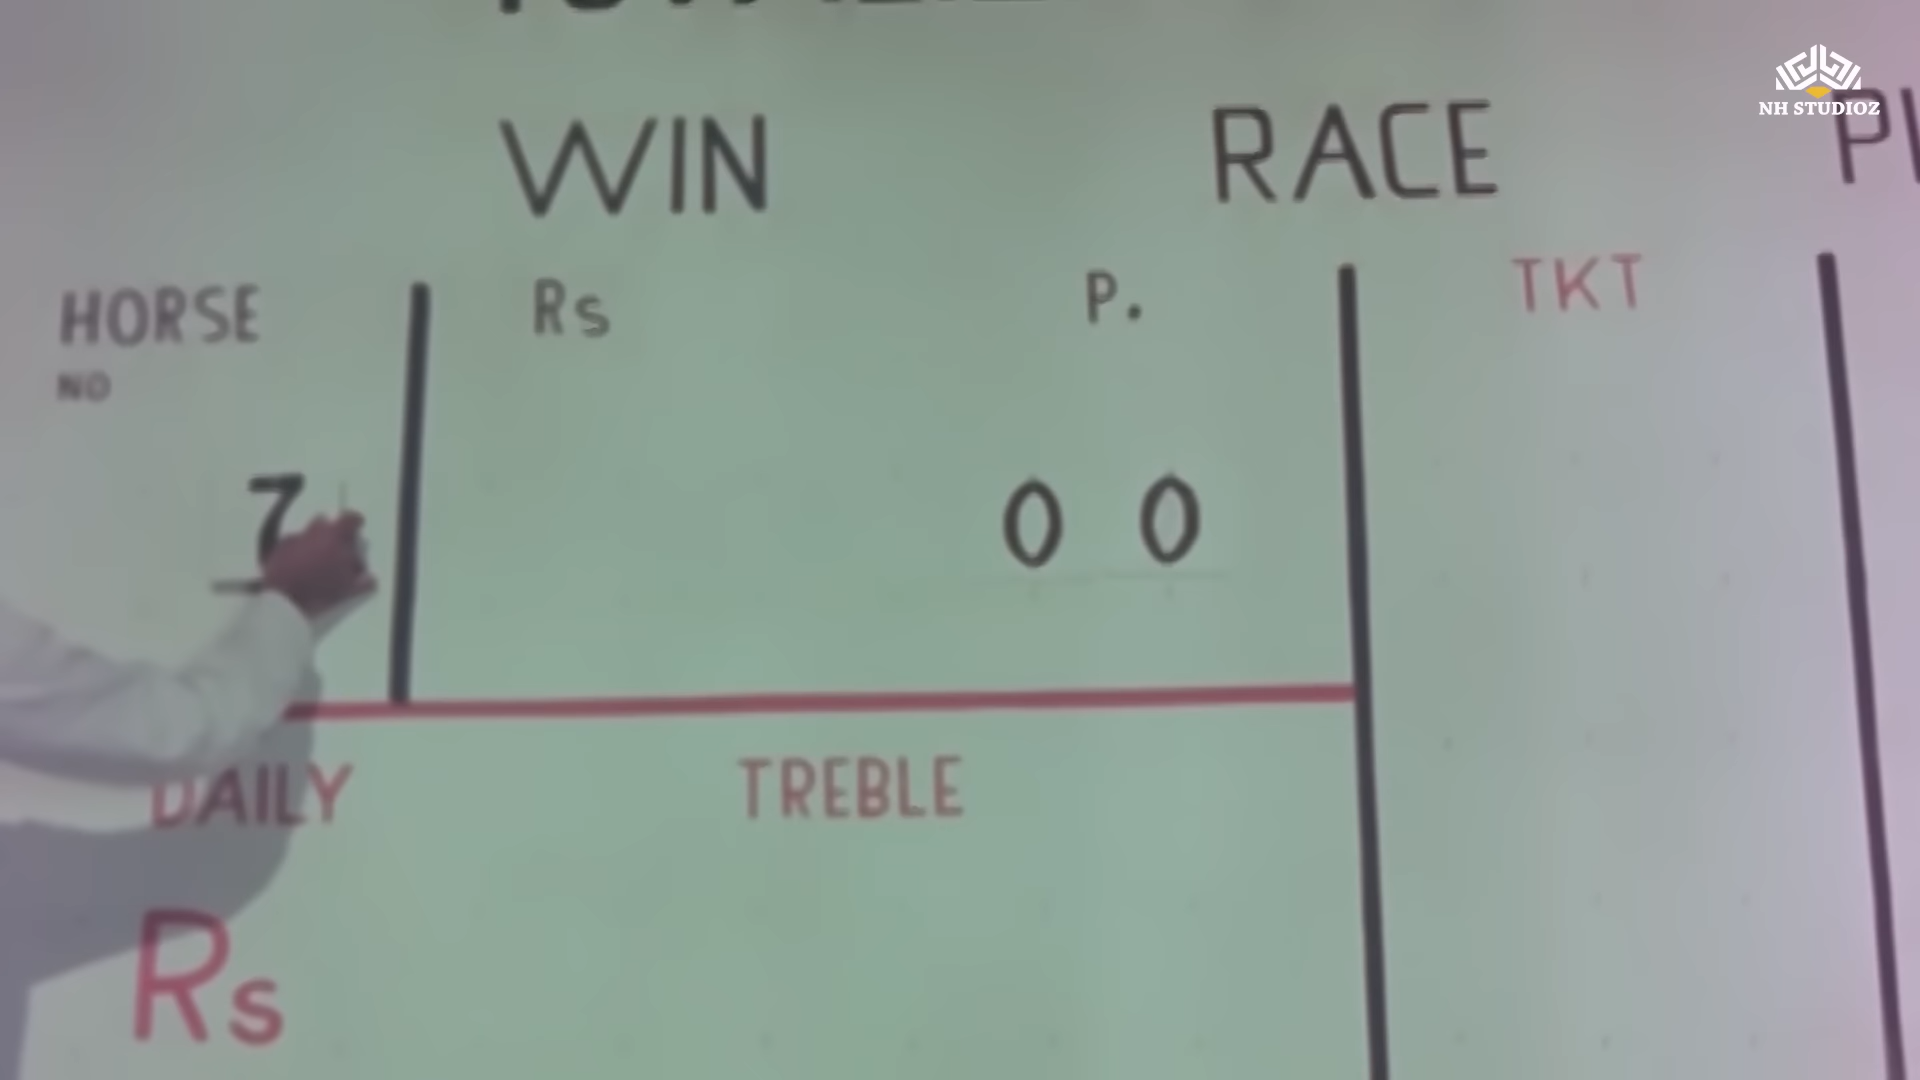 NH STUDIOZ
WIN RACE
HORSE Rs P. TKT
NO
7 0 0
DAILY TREBLE
Rs